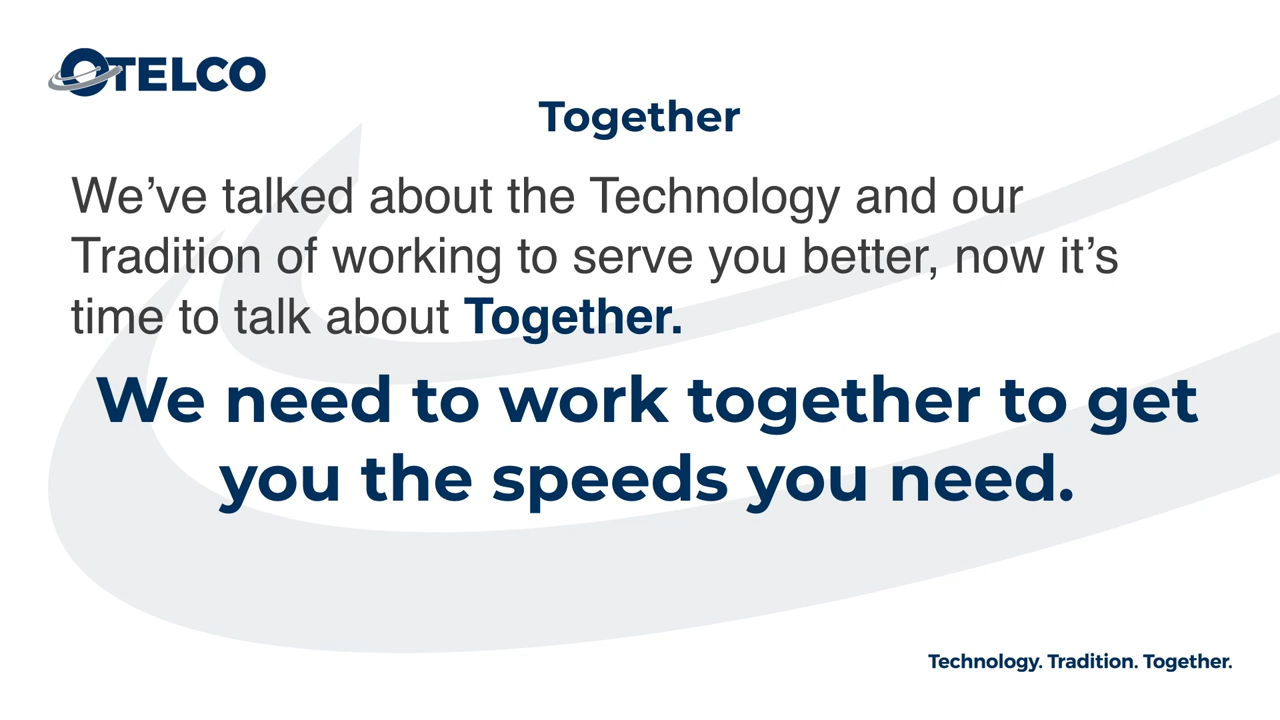 OTELCO
Together
We’ve talked about the Technology and our
Tradition of working to serve you better, now it’s
time to talk about Together.
We need to work together to get
you the speeds you need.
Technology. Tradition. Together.